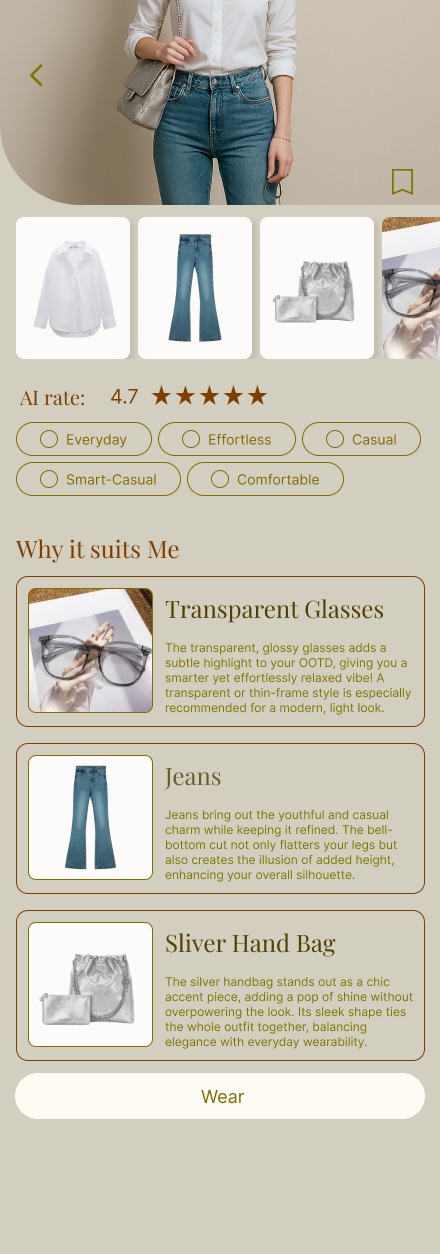 AI rate: 4.7 ★★★★★
Everyday
Effortless
Casual
Smart-Casual
Comfortable
Why it suits Me
Transparent Glasses
The transparent, glossy glasses adds a
subtle highlight to your OOTD, giving you a
smarter yet effortlessly relaxed vibe! A
transparent or thin-frame style is especially
recommended for a modern, light look.
Jeans
Jeans bring out the youthful and casual
charm while keeping it refined. The bell-
bottom cut not only flatters your legs but
also creates the illusion of added height,
enhancing your overall silhouette.
Sliver Hand Bag
The silver handbag stands out as a chic
accent piece, adding a pop of shine without
overpowering the look. Its sleek shape ties
the whole outfit together, balancing
elegance with everyday wearability.
Wear